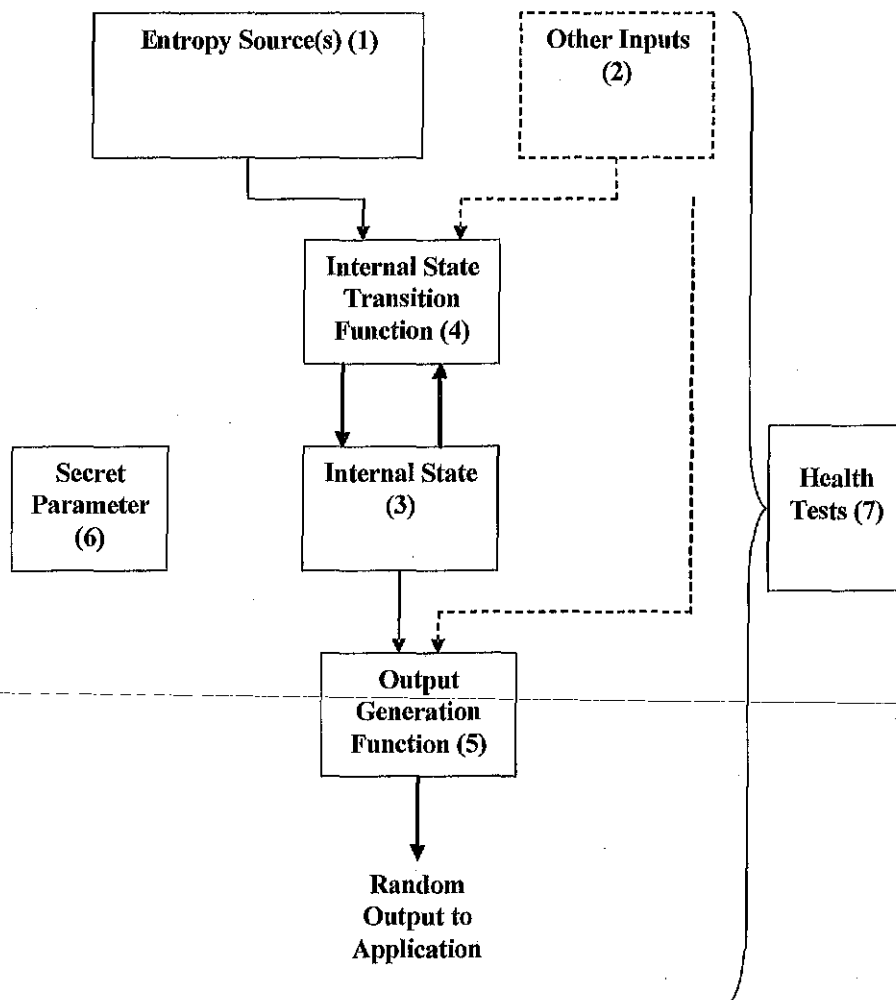 Entropy Source(s) (1)
Other Inputs
(2)
Internal State
Transition
Function (4)
Secret
Parameter
(6)
Internal State
(3)
Health
Tests (7)
Output
Generation
Function (5)
Random
Output to
Application